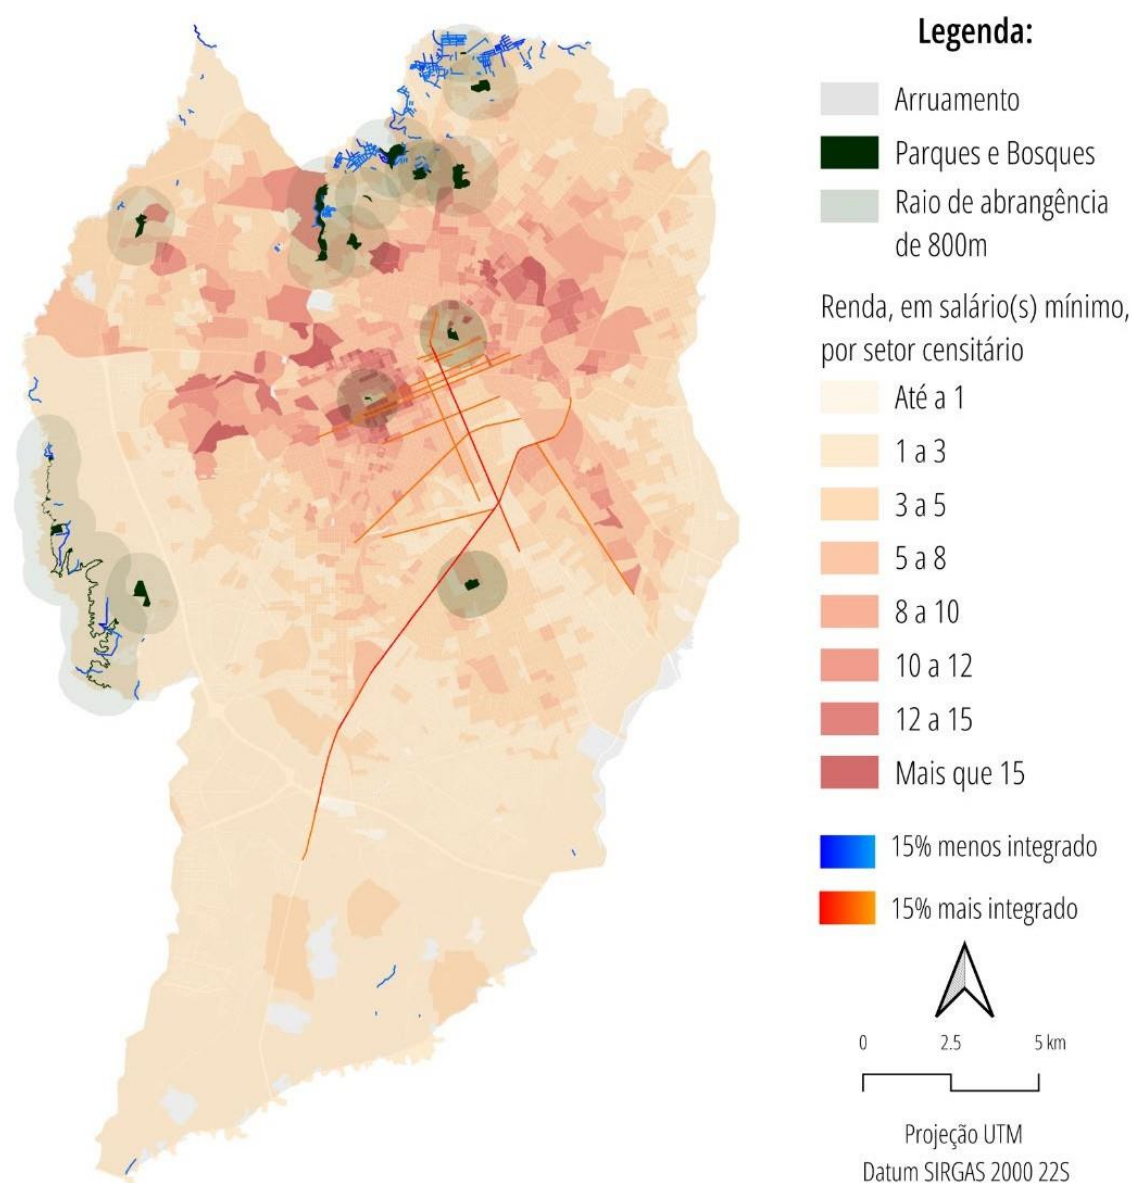 Legenda:
Arruamento
Parques e Bosques
Raio de abrangência
de 800m
Renda, em salário(s) mínimo,
por setor censitário
Até a 1
1 a 3
3 a 5
5 a 8
8 a 10
10 a 12
12 a 15
Mais que 15
15% menos integrado
15% mais integrado
0 2.5 5 km
Projeção UTM
Datum SIRGAS 2000 22S